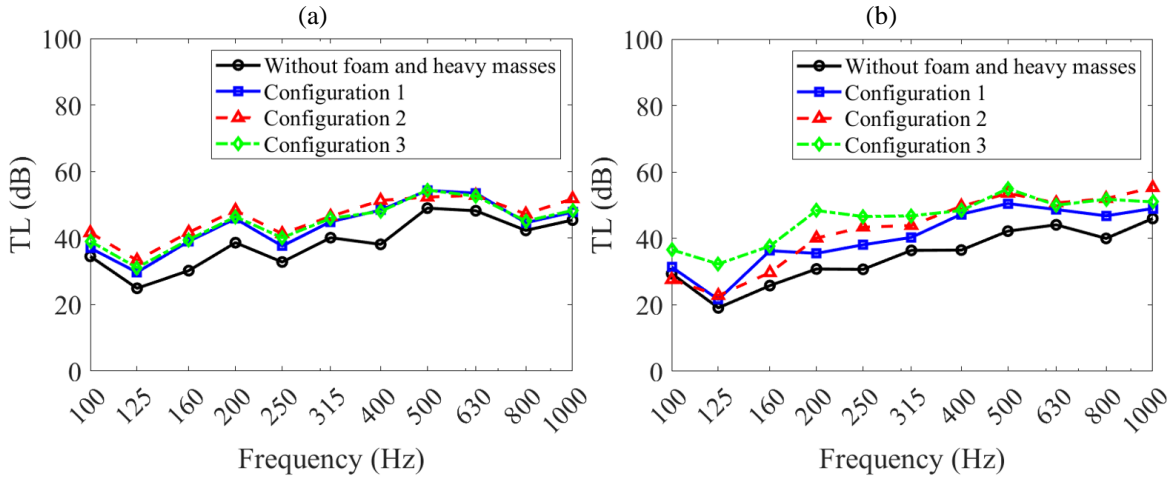 (a)
100
80
60
40
20
0
TL (dB)
Without foam and heavy masses
Configuration 1
Configuration 2
Configuration 3
100 125 160 200 250 315 400 500 630 800 1000
Frequency (Hz)
(b)
100
80
60
40
20
0
TL (dB)
Without foam and heavy masses
Configuration 1
Configuration 2
Configuration 3
100 125 160 200 250 315 400 500 630 800 1000
Frequency (Hz)